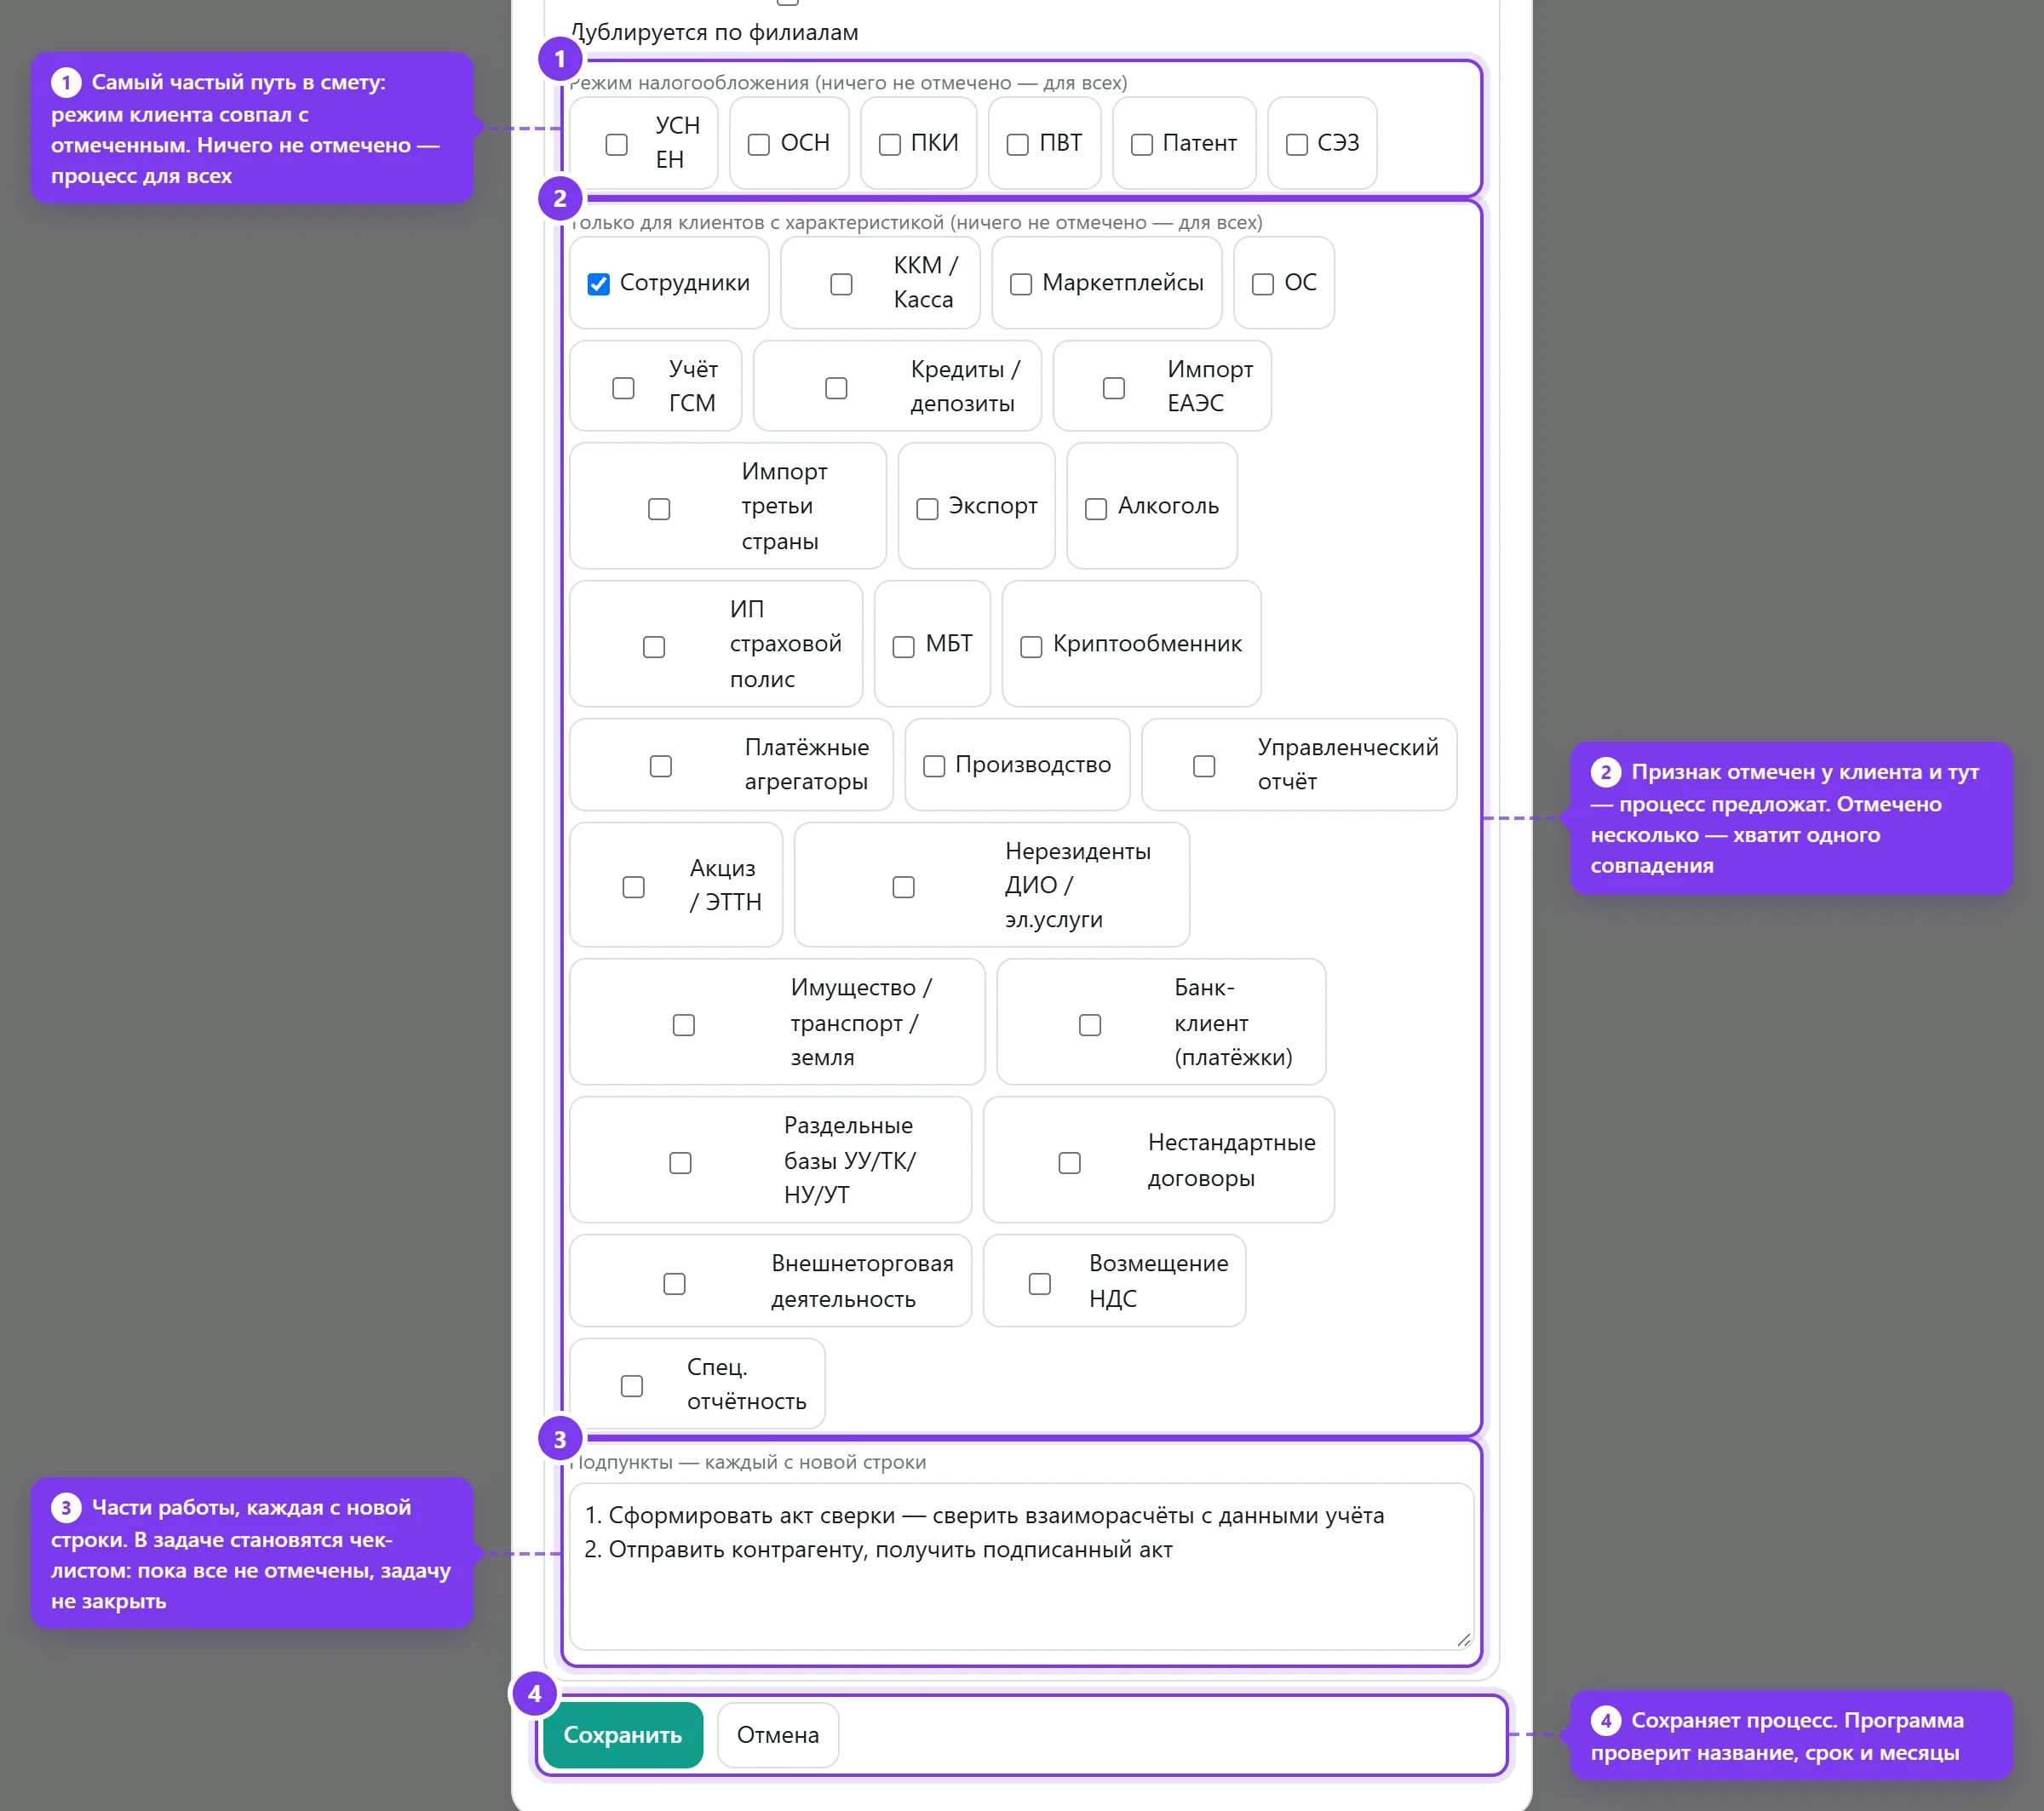 Дублируется по филиалам
1
1 Самый частый путь в смету:
режим клиента совпал с
отмеченным. Ничего не отмечено —
процесс для всех
Режим налогообложения (ничего не отмечено — для всех)
УСН
ЕН
ОСН
ПКИ
ПВТ
Патент
СЭЗ
2
Только для клиентов с характеристикой (ничего не отмечено — для всех)
Сотрудники
ККМ /
Касса
Маркетплейсы
ОС
Учёт
ГСМ
Кредиты /
депозиты
Импорт
ЕАЭС
Импорт
третьи
страны
Экспорт
Алкоголь
ИП
страховой
полис
МБТ
Криптообменник
Платёжные
агрегаторы
Производство
Управленческий
отчёт
2 Признак отмечен у клиента и тут
— процесс предложат. Отмечено
несколько — хватит одного
совпадения
Акциз
/ ЭТТН
Нерезиденты
ДИО /
эл.услуги
Имущество /
транспорт /
земля
Банк-
клиент
(платёжки)
Раздельные
базы УУ/ТК/
НУ/УТ
Нестандартные
договоры
Внешнеторговая
деятельность
Возмещение
НДС
Спец.
отчётность
3
Подпункты — каждый с новой строки
3 Части работы, каждая с новой
строки. В задаче становятся чек-
листом: пока все не отмечены, задачу
не закрыть
1. Сформировать акт сверки — сверить взаиморасчёты с данными учёта
2. Отправить контрагенту, получить подписанный акт
4
Сохранить
Отмена
4 Сохраняет процесс. Программа
проверит название, срок и месяцы